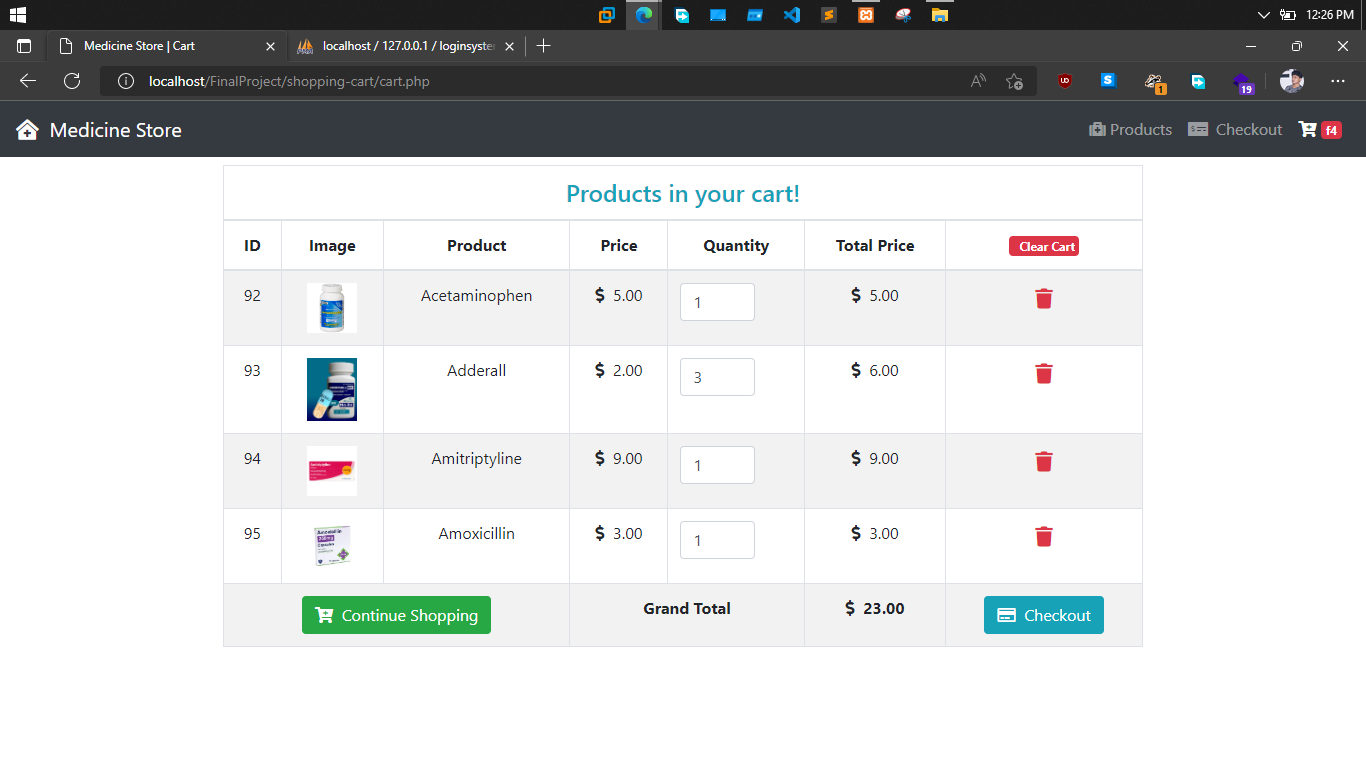 12:26 PM
Medicine Store | Cart
localhost / 127.0.0.1 / loginsyster
localhost/FinalProject/shopping-cart/cart.php
1
19
Medicine Store
Products
Checkout
f4
Products in your cart!
ID Image Product Price Quantity Total Price Clear Cart
92 Acetaminophen $ 5.00 1 $ 5.00
93 Adderall $ 2.00 3 $ 6.00
94 Amitriptyline $ 9.00 1 $ 9.00
95 Amoxicillin $ 3.00 1 $ 3.00
Continue Shopping Grand Total $ 23.00 Checkout